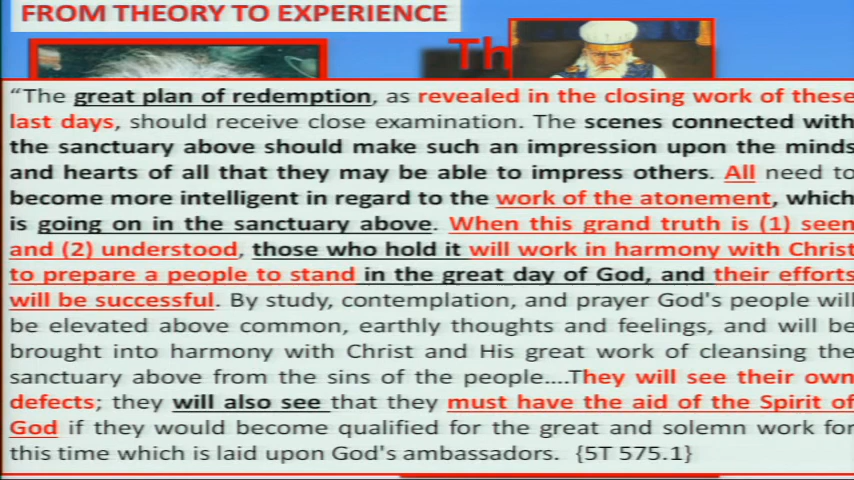 FROM THEORY TO EXPERIENCE
Th
“The great plan of redemption, as revealed in the closing work of these
last days, should receive close examination. The scenes connected with
the sanctuary above should make such an impression upon the minds
and hearts of all that they may be able to impress others. All need to
become more intelligent in regard to the work of the atonement, which
is going on in the sanctuary above. When this grand truth is (1) seen
and (2) understood, those who hold it will work in harmony with Christ
to prepare a people to stand in the great day of God, and their efforts
will be successful. By study, contemplation, and prayer God's people will
be elevated above common, earthly thoughts and feelings, and will be
brought into harmony with Christ and His great work of cleansing the
sanctuary above from the sins of the people....They will see their own
defects; they will also see that they must have the aid of the Spirit of
God if they would become qualified for the great and solemn work for
this time which is laid upon God's ambassadors. {5T 575.1}